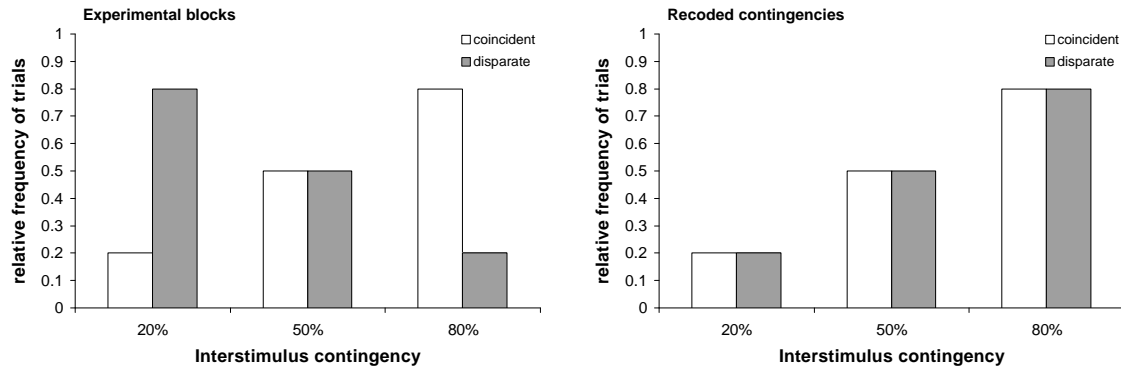 Experimental blocks
relative frequency of trials
1
0.9
0.8
0.7
0.6
0.5
0.4
0.3
0.2
0.1
0
coincident
disparate
20% 50% 80%
Interstimulus contingency
Recoded contingencies
relative frequency of trials
1
0.9
0.8
0.7
0.6
0.5
0.4
0.3
0.2
0.1
0
coincident
disparate
20% 50% 80%
Interstimulus contingency